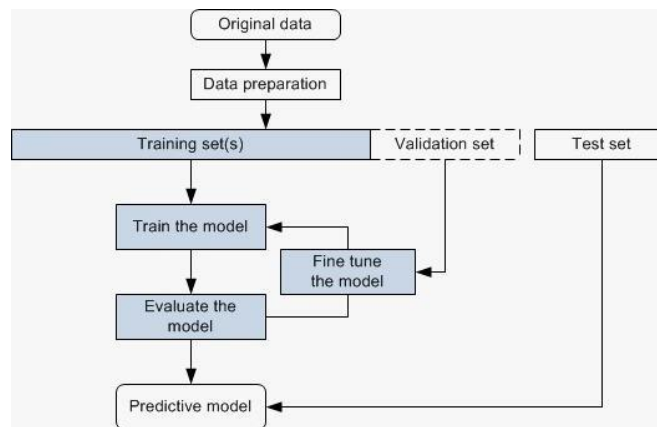 Original data
Data preparation
Training set(s)
Validation set
Test set
Train the model
Fine tune
the model
Evaluate the
model
Predictive model